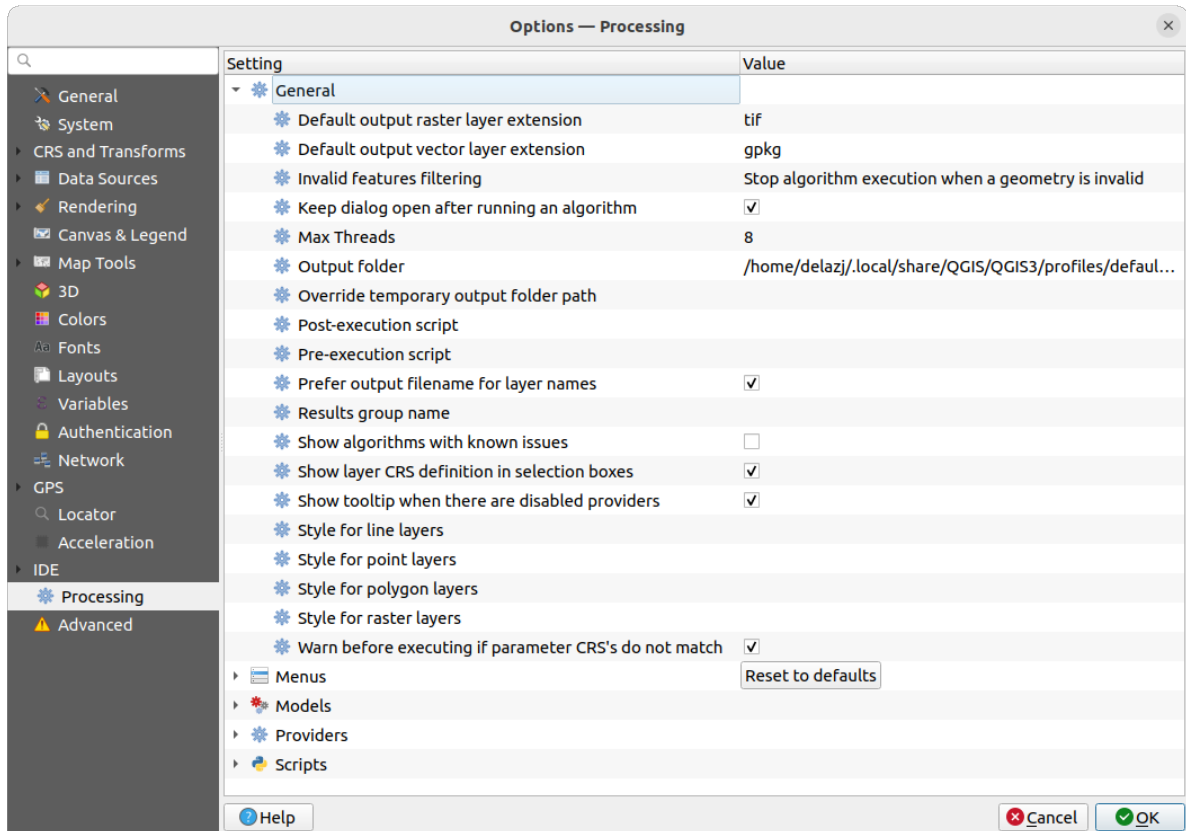 Options — Processing
Setting
Value
General
System
CRS and Transforms
Data Sources
Rendering
Canvas & Legend
Map Tools
3D
Colors
Fonts
Layouts
Variables
Authentication
Network
GPS
Locator
Acceleration
IDE
Processing
Advanced
General
Default output raster layer extension tif
Default output vector layer extension gpkg
Invalid features filtering Stop algorithm execution when a geometry is invalid
Keep dialog open after running an algorithm
Max Threads 8
Output folder /home/delazj/.local/share/QGIS/QGIS3/profiles/defaul...
Override temporary output folder path
Post-execution script
Pre-execution script
Prefer output filename for layer names
Results group name
Show algorithms with known issues
Show layer CRS definition in selection boxes
Show tooltip when there are disabled providers
Style for line layers
Style for point layers
Style for polygon layers
Style for raster layers
Warn before executing if parameter CRS's do not match
Menus Reset to defaults
Models
Providers
Scripts
Help
Cancel
OK